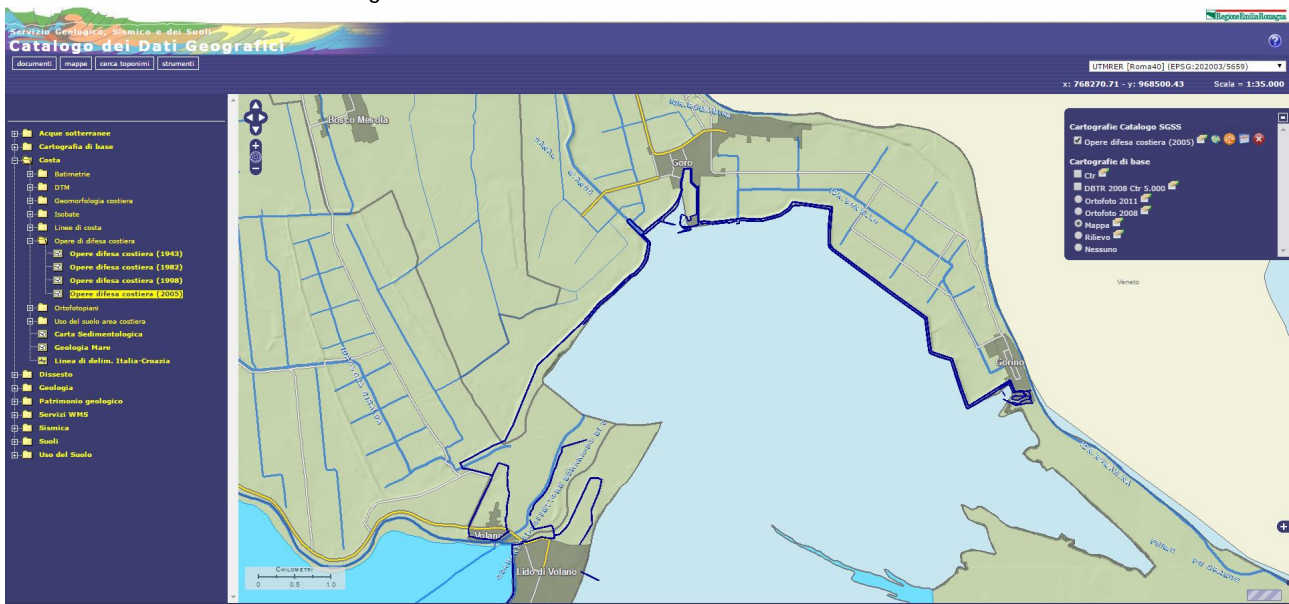 RegioneEmiliaRomagna
Servizio Geologico, Sismico e dei Suoli
Catalogo dei Dati Geografici
?
documenti mappe cerca toponimi strumenti
UTMRER [Roma40] (EPSG:202003/5659)
x: 768270.71 - y: 968500.43 Scala = 1:35.000
Acque sotterranee
Cartografia di base
Costa
Batimetrie
DTM
Geomorfologia costiera
Isobate
Linee di costa
Opere di difesa costiera
Opere difesa costiera (1943)
Opere difesa costiera (1982)
Opere difesa costiera (1998)
Opere difesa costiera (2005)
Ortofotopiani
Uso del suolo area costiera
Carta Sedimentologica
Geologia Mare
Linea di delim. Italia-Croazia
Dissesto
Geologia
Patrimonio geologico
Servizi WMS
Sismica
Suoli
Uso del Suolo
Bosco Mesola
Goro
Gorino
Volano
Lido di Volano
Veneto
CHILOMETRI
0 0.5 1.0
Cartografie Catalogo SGSS
Opere difesa costiera (2005)
Cartografie di base
Ctr
DBTR 2008 Ctr 5.000
Ortofoto 2011
Ortofoto 2008
Mappa
Rilievo
Nessuno